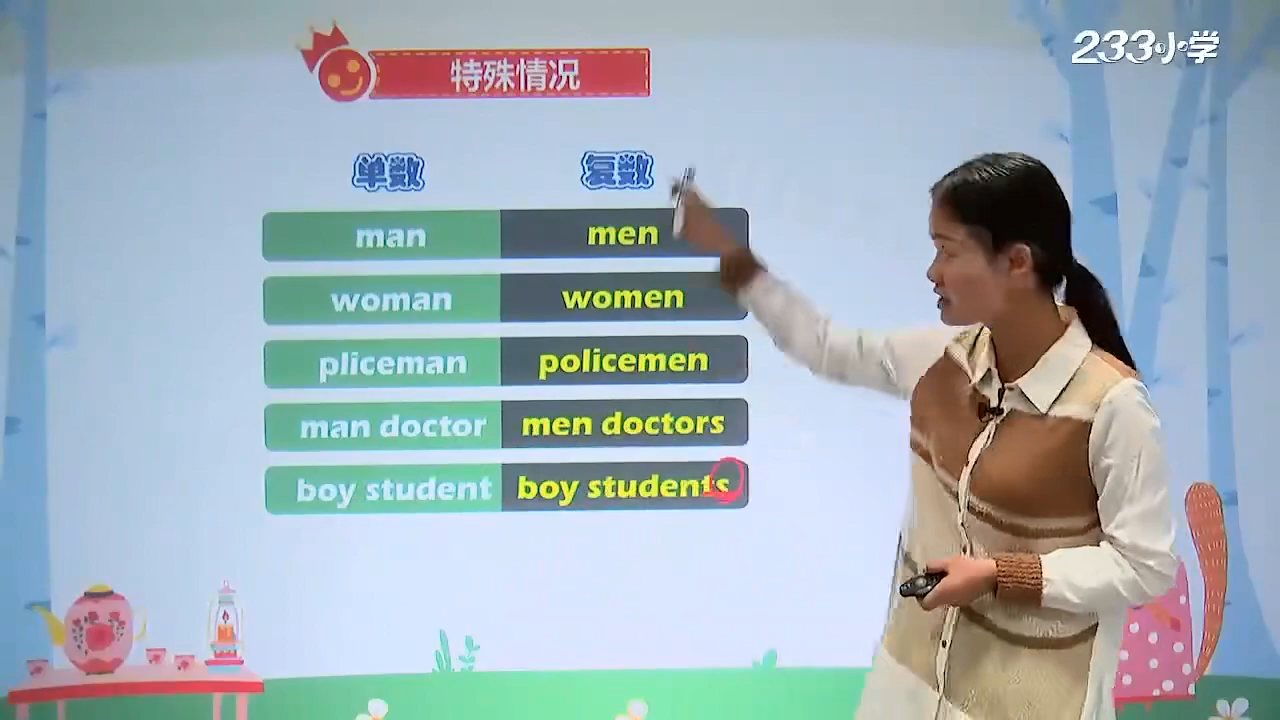 233小学
特殊情况
单数 复数
man men
woman women
pliceman policemen
man doctor men doctors
boy student boy students